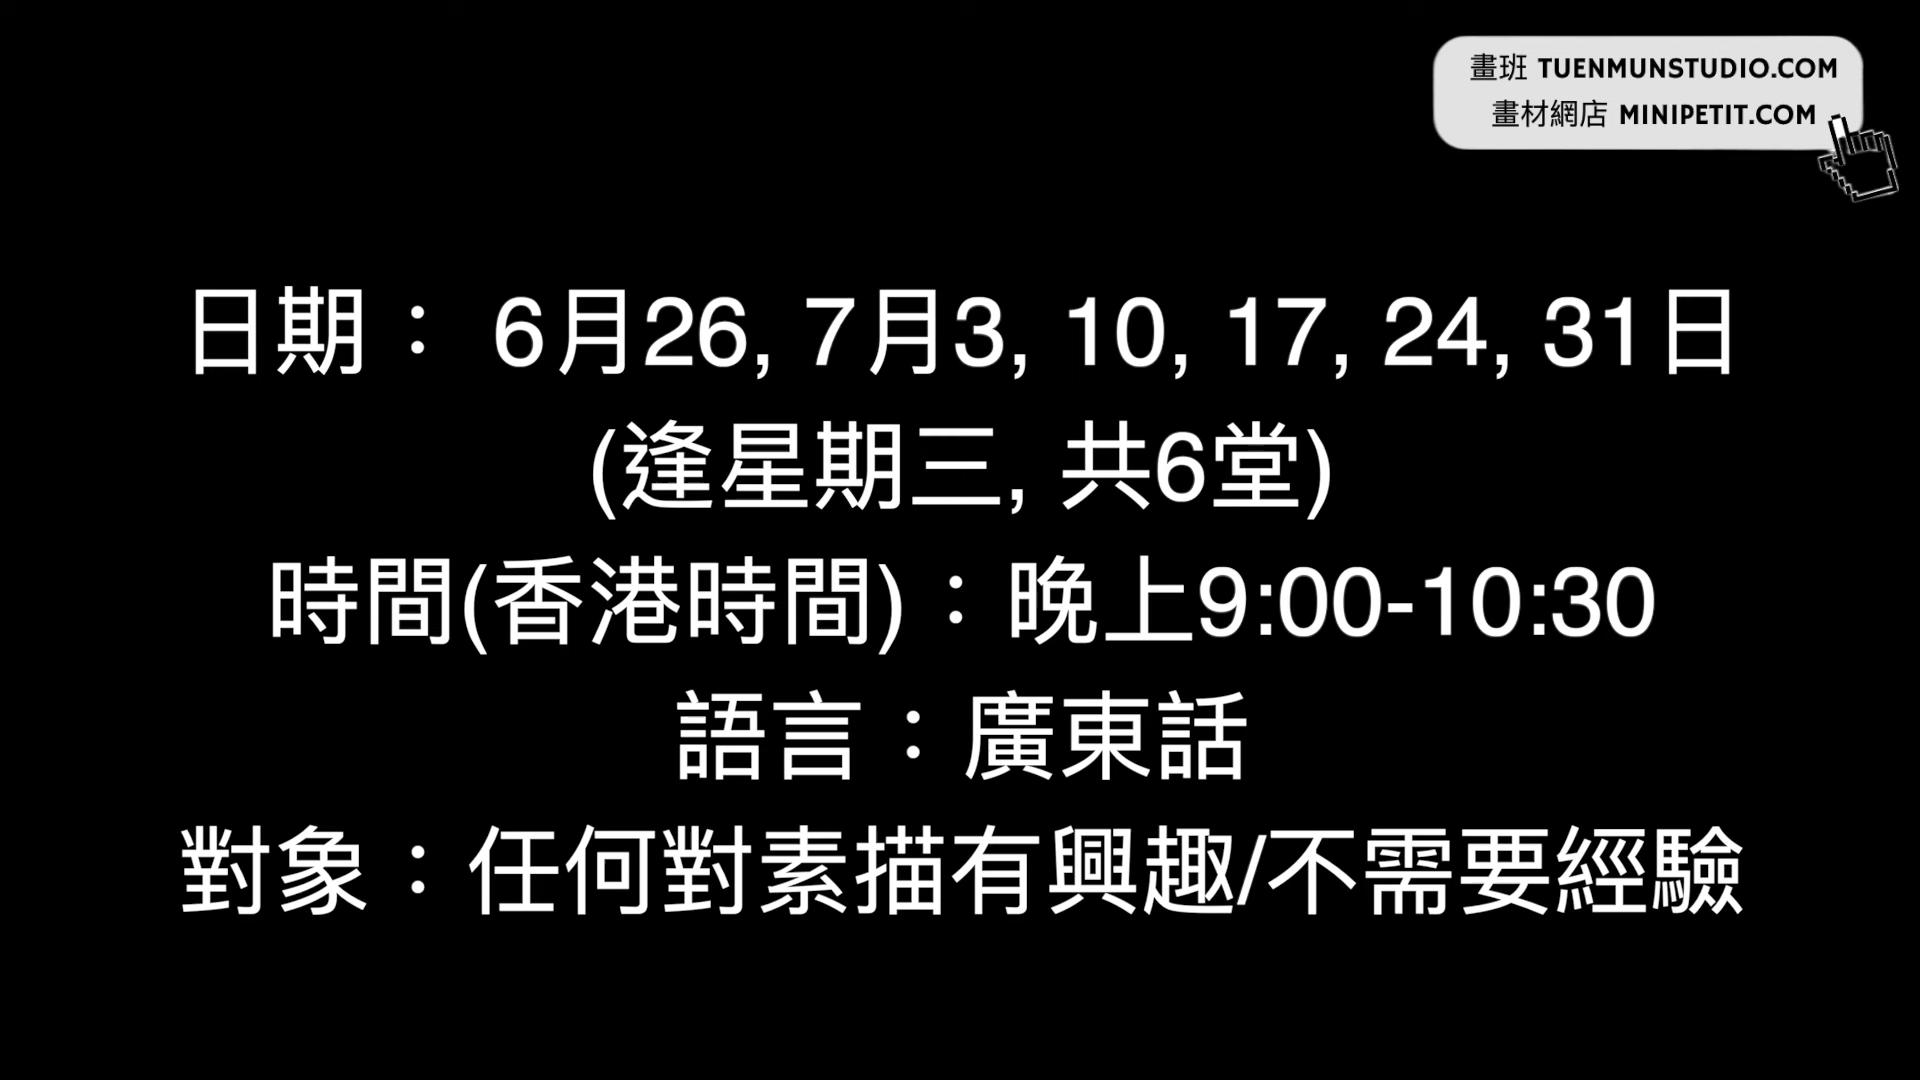 畫班 TUENMUNSTUDIO.COM
畫材網店 MINIPETIT.COM
日期： 6月26, 7月3, 10, 17, 24, 31日
(逢星期三, 共6堂)
時間(香港時間)：晚上9:00-10:30
語言：廣東話
對象：任何對素描有興趣/不需要經驗